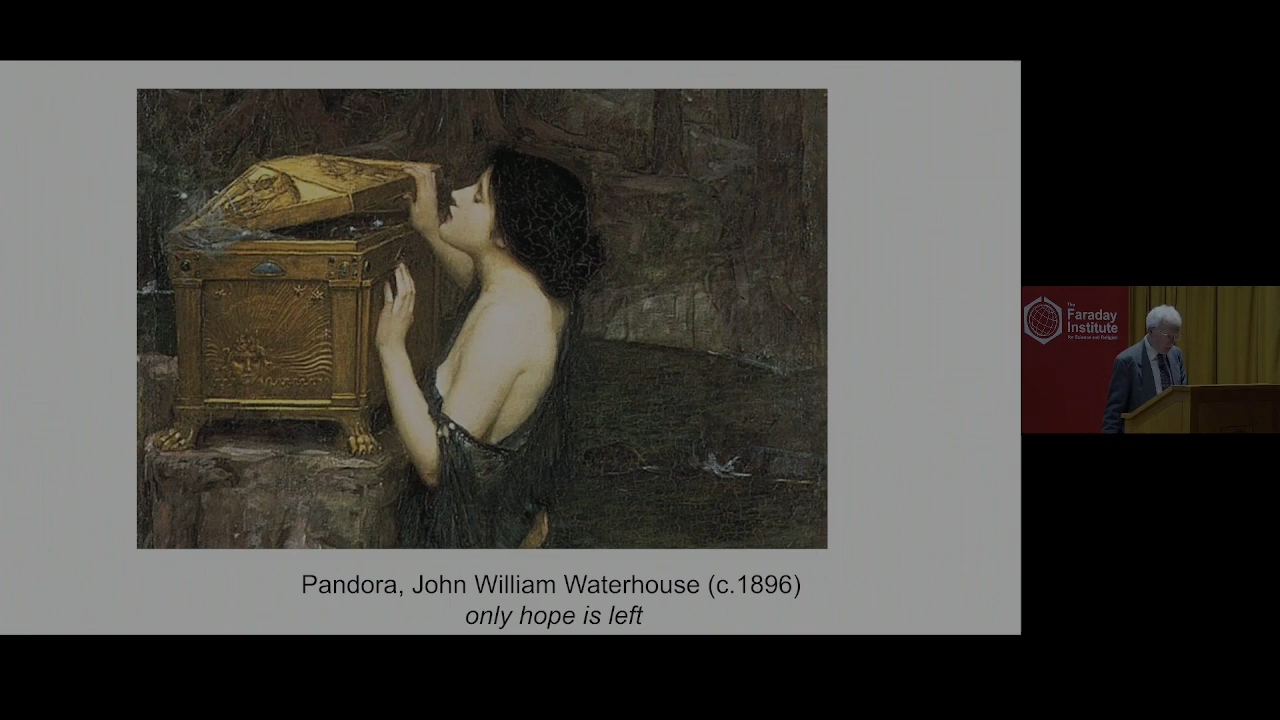 Pandora, John William Waterhouse (c.1896)
only hope is left
The
Faraday
Institute
for Science and Religion